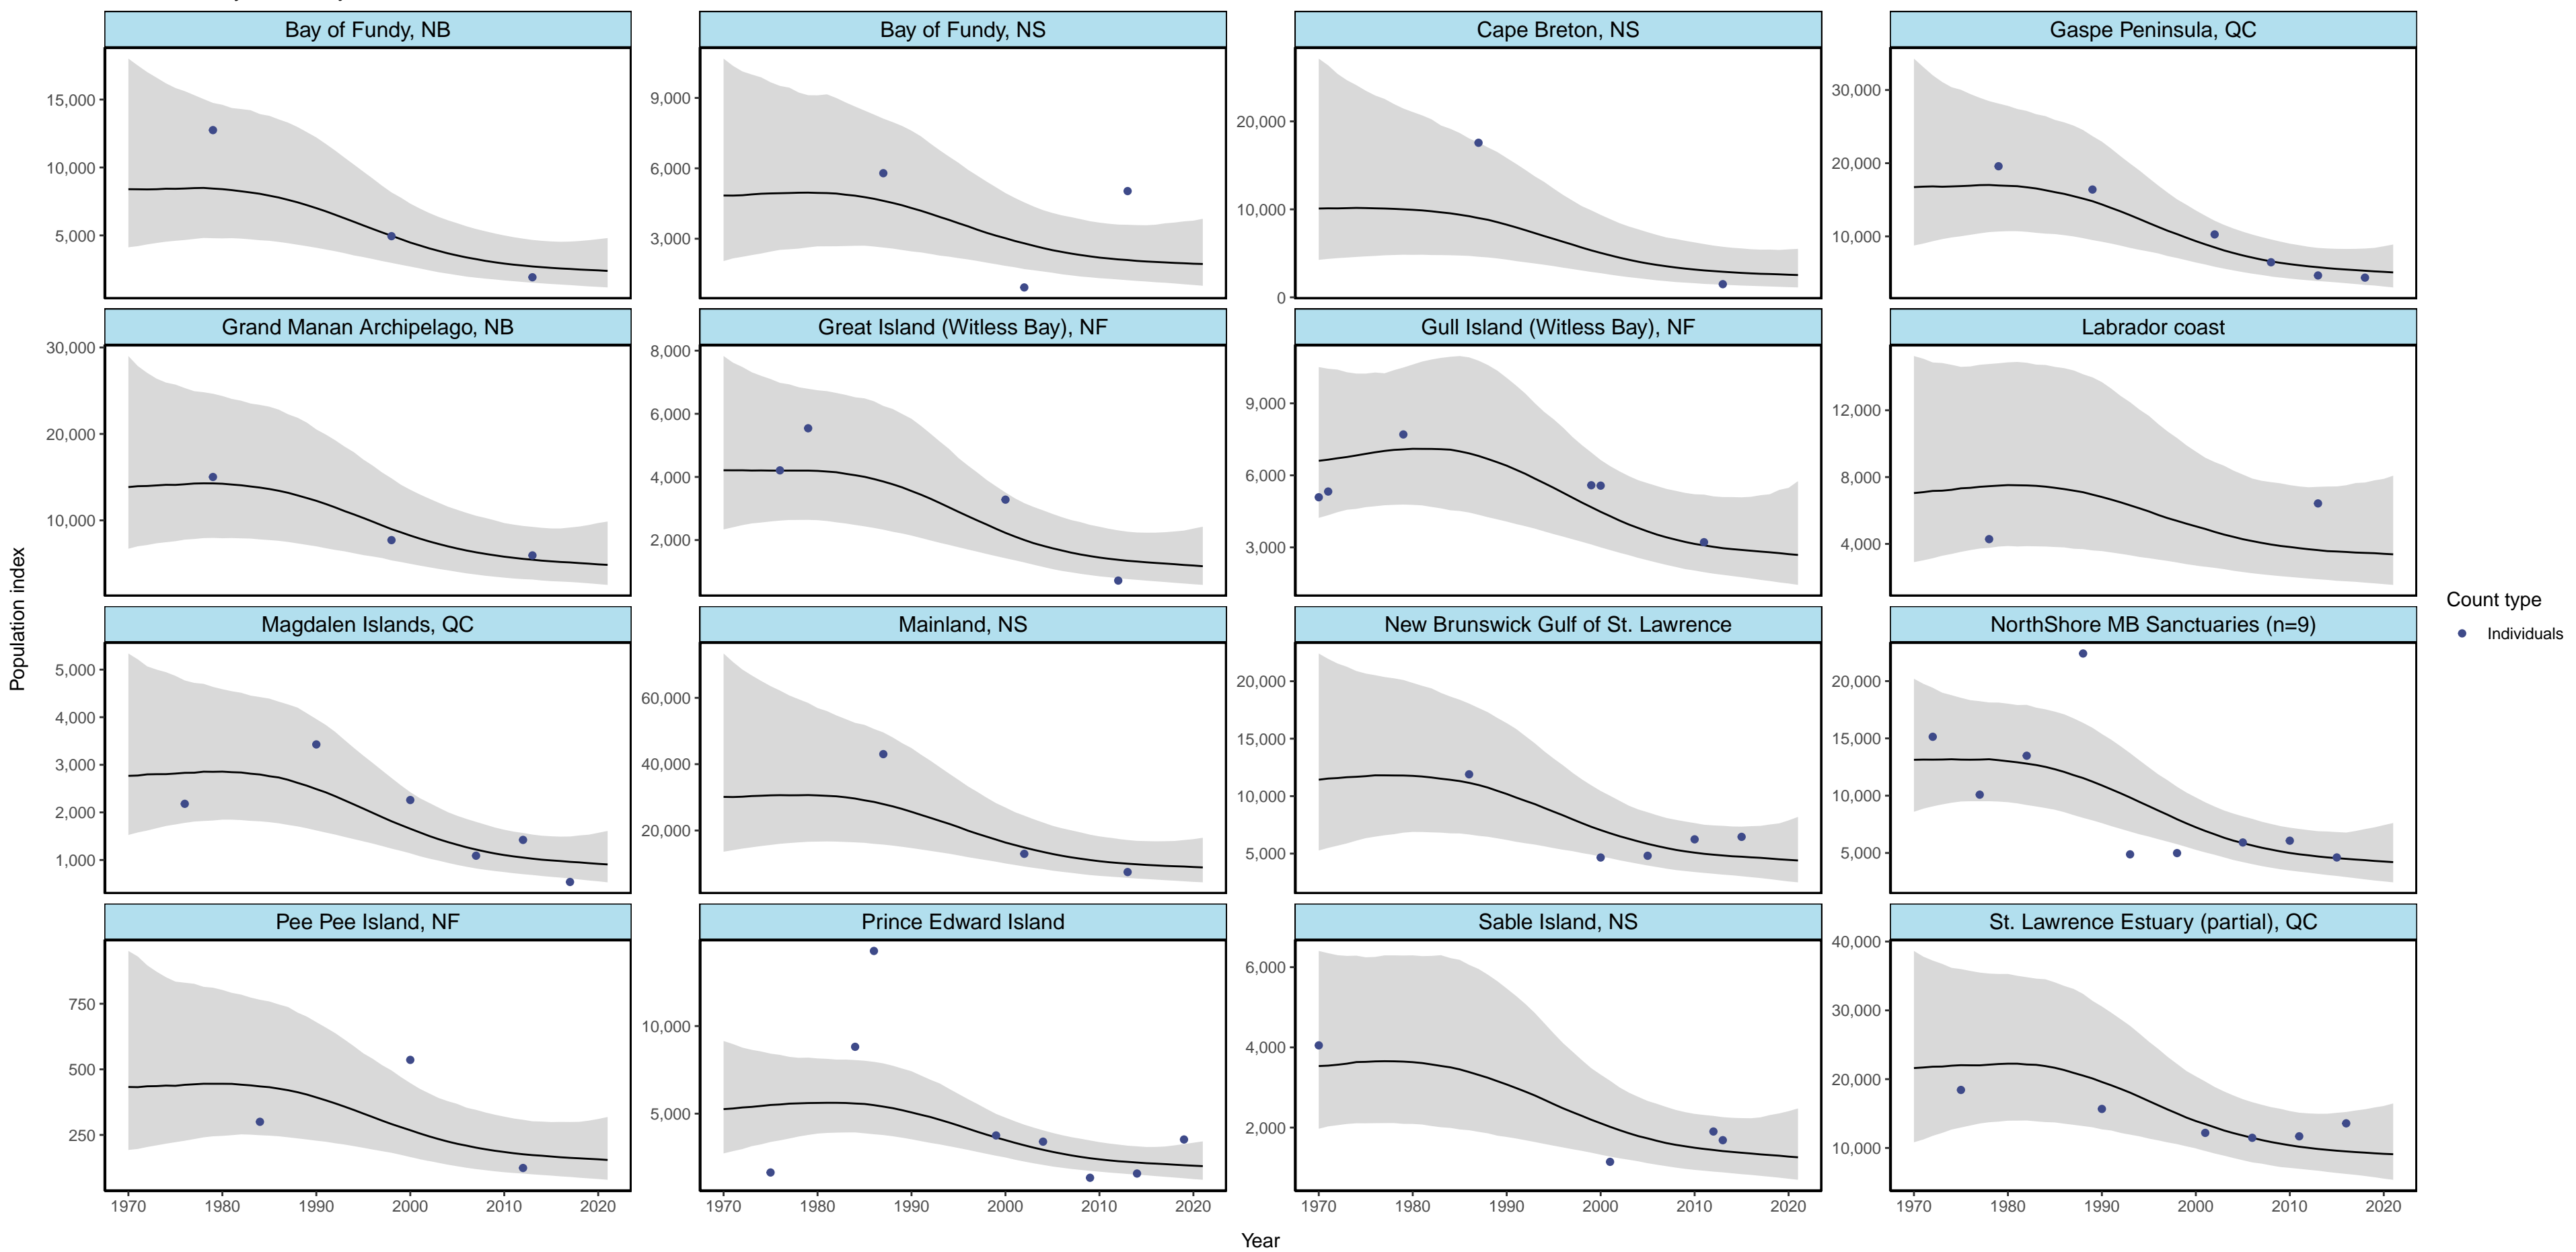 Bay of Fundy, NB
Bay of Fundy, NS
Cape Breton, NS
Gaspe Peninsula, QC
15,000
10,000
5,000
9,000
6,000
3,000
20,000
10,000
0
30,000
20,000
10,000
Grand Manan Archipelago, NB
Great Island (Witless Bay), NF
Gull Island (Witless Bay), NF
Labrador coast
30,000
20,000
10,000
8,000
6,000
4,000
2,000
9,000
6,000
3,000
12,000
8,000
4,000
Magdalen Islands, QC
Mainland, NS
New Brunswick Gulf of St. Lawrence
NorthShore MB Sanctuaries (n=9)
5,000
4,000
3,000
2,000
1,000
60,000
40,000
20,000
20,000
15,000
10,000
5,000
20,000
15,000
10,000
5,000
Pee Pee Island, NF
Prince Edward Island
Sable Island, NS
St. Lawrence Estuary (partial), QC
750
500
250
10,000
5,000
6,000
4,000
2,000
40,000
30,000
20,000
10,000
1970 1980 1990 2000 2010 2020
1970 1980 1990 2000 2010 2020
1970 1980 1990 2000 2010 2020
1970 1980 1990 2000 2010 2020
Year
Population index
Count type
Individuals